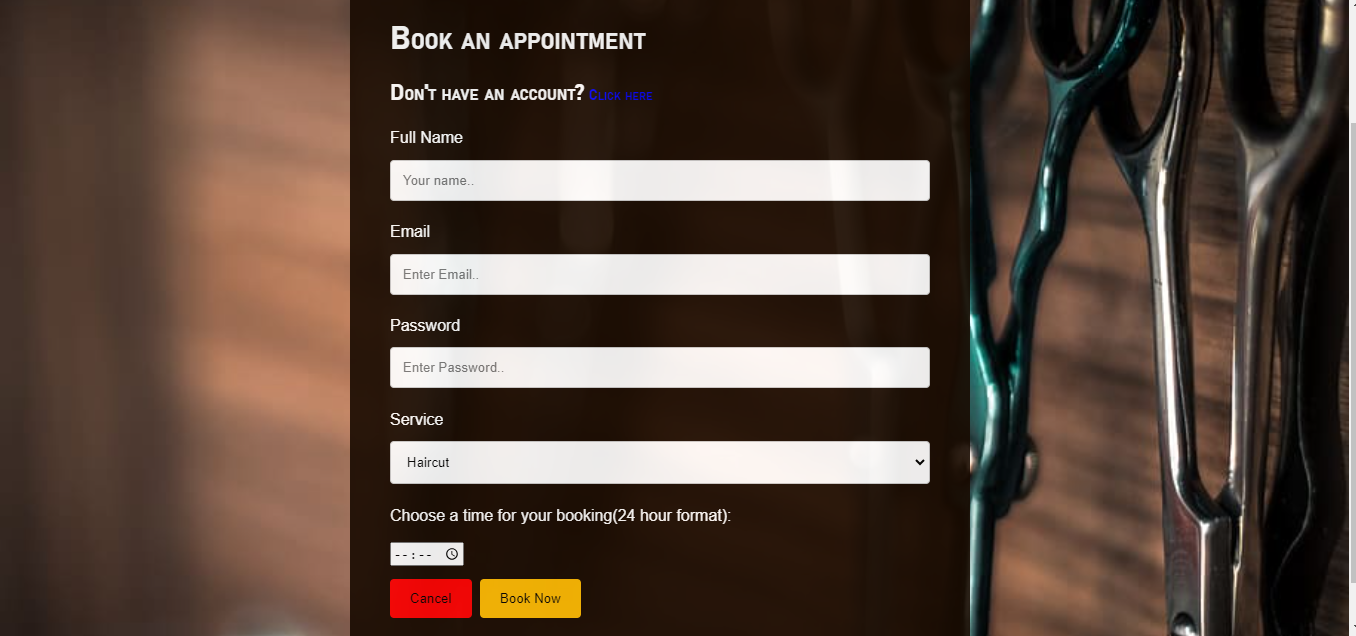 Book an appointment
Don't have an account? Click here
Full Name
Your name..
Email
Enter Email..
Password
Enter Password..
Service
Haircut
Choose a time for your booking(24 hour format):
--:--
Cancel Book Now